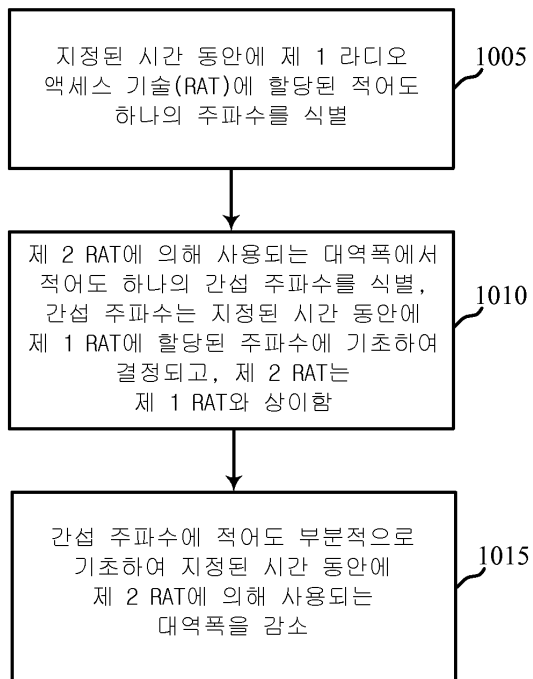 지정된 시간 동안에 제 1 라디오
액세스 기술(RAT)에 할당된 적어도
하나의 주파수를 식별
1005
제 2 RAT에 의해 사용되는 대역폭에서
적어도 하나의 간섭 주파수를 식별,
간섭 주파수는 지정된 시간 동안에
제 1 RAT에 할당된 주파수에 기초하여
결정되고, 제 2 RAT는
제 1 RAT와 상이함
1010
간섭 주파수에 적어도 부분적으로
기초하여 지정된 시간 동안에
제 2 RAT에 의해 사용되는
대역폭을 감소
1015